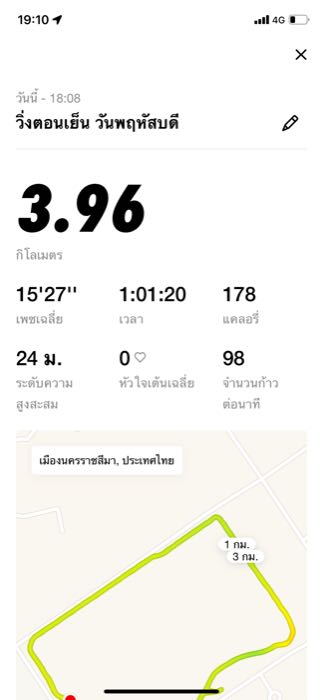 19:10
4G
วันนี้ - 18:08
วิ่งตอนเย็น วันพฤหัสบดี
3.96
กิโลเมตร
15'27'' 1:01:20 178
เพซเฉลี่ย เวลา แคลอรี่
24 ม. 0 98
ระดับความ หัวใจเต้นเฉลี่ย จำนวนก้าว
สูงสะสม ต่อนาที
เมืองนครราชสีมา, ประเทศไทย
1 กม.
3 กม.